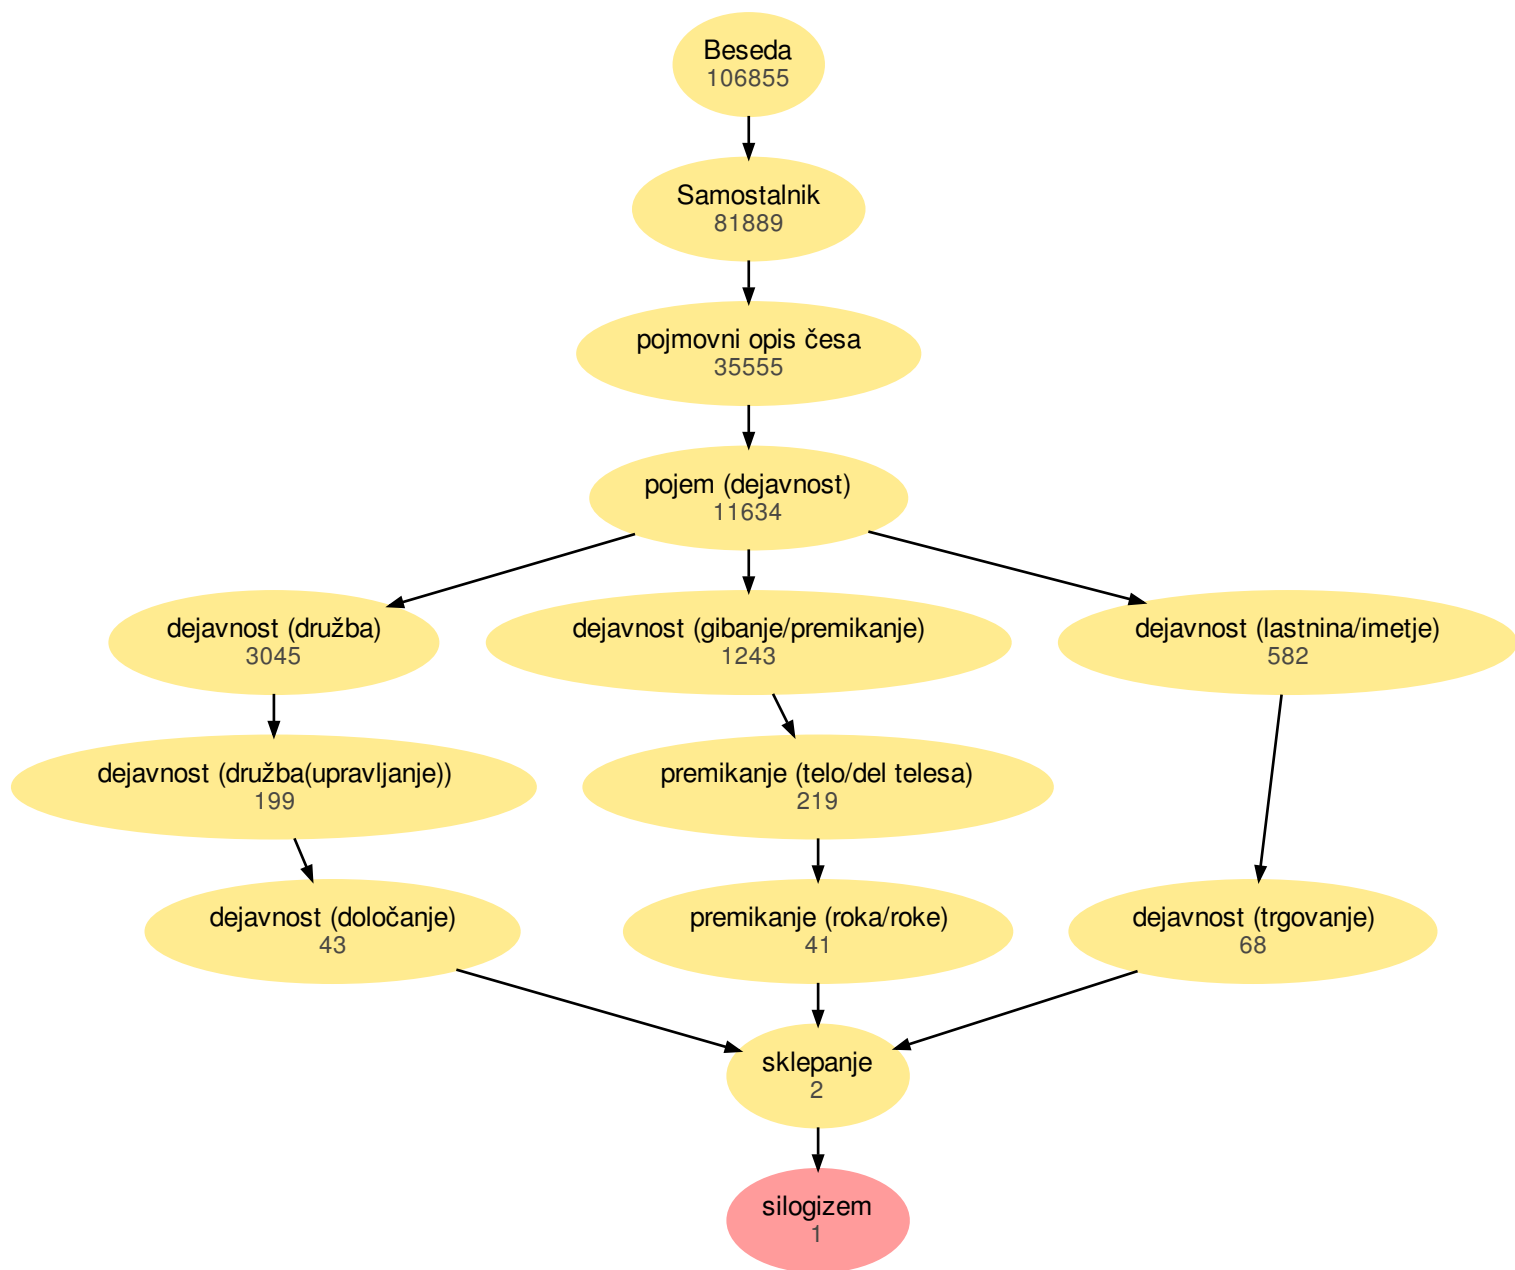 Beseda
106855
Samostalnik
81889
pojmovni opis česa
35555
pojem (dejavnost)
11634
dejavnost (družba)
3045
dejavnost (gibanje/premikanje)
1243
dejavnost (lastnina/imetje)
582
dejavnost (družba(upravljanje))
199
premikanje (telo/del telesa)
219
dejavnost (določanje)
43
premikanje (roka/roke)
41
dejavnost (trgovanje)
68
sklepanje
2
silogizem
1